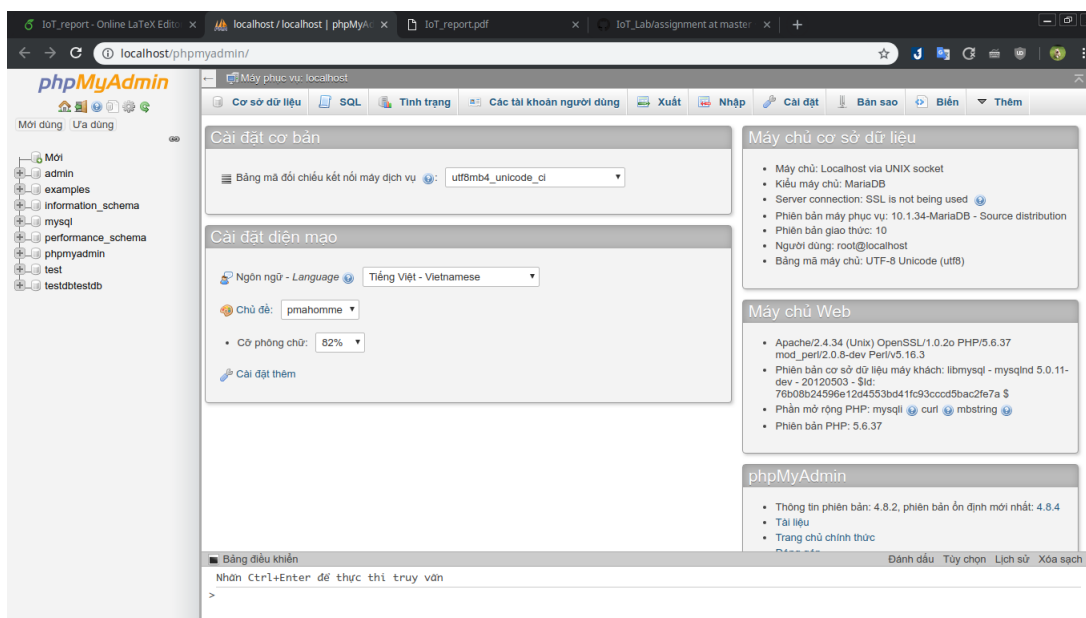 IoT_report - Online LaTeX Edito
localhost / localhost | phpMyAd
IoT_report.pdf
IoT_Lab/assignment at master
localhost/phpmyadmin/
phpMyAdmin
Mới dùng Ưa dùng
Mới
admin
examples
information_schema
mysql
performance_schema
phpmyadmin
test
testdbtestdb
Máy phục vụ: localhost
Cơ sở dữ liệu SQL Tình trạng Các tài khoản người dùng Xuất Nhập Cài đặt Bản sao Biến Thêm
Cài đặt cơ bản
Bảng mã đối chiếu kết nối máy dịch vụ : utf8mb4_unicode_ci
Cài đặt diện mạo
Ngôn ngữ - Language Tiếng Việt - Vietnamese
Chủ đề: pmahomme
• Cỡ phông chữ: 82%
Cài đặt thêm
Máy chủ cơ sở dữ liệu
• Máy chủ: Localhost via UNIX socket
• Kiểu máy chủ: MariaDB
• Server connection: SSL is not being used
• Phiên bản máy phục vụ: 10.1.34-MariaDB - Source distribution
• Phiên bản giao thức: 10
• Người dùng: root@localhost
• Bảng mã máy chủ: UTF-8 Unicode (utf8)
Máy chủ Web
• Apache/2.4.34 (Unix) OpenSSL/1.0.2o PHP/5.6.37
mod_perl/2.0.8-dev Perl/v5.16.3
• Phiên bản cơ sở dữ liệu máy khách: libmysql - mysqlnd 5.0.11-
dev - 20120503 - $Id:
76b08b24596e12d4553bd41fc93cccd5bac2fe7a $
• Phần mở rộng PHP: mysqli curl mbstring
• Phiên bản PHP: 5.6.37
phpMyAdmin
• Thông tin phiên bản: 4.8.2, phiên bản ổn định mới nhất: 4.8.4
• Tài liệu
• Trang chủ chính thức
Bảng điều khiển
Đánh dấu Tùy chọn Lịch sử Xóa sạch
Nhấn Ctrl+Enter để thực thi truy vấn
>